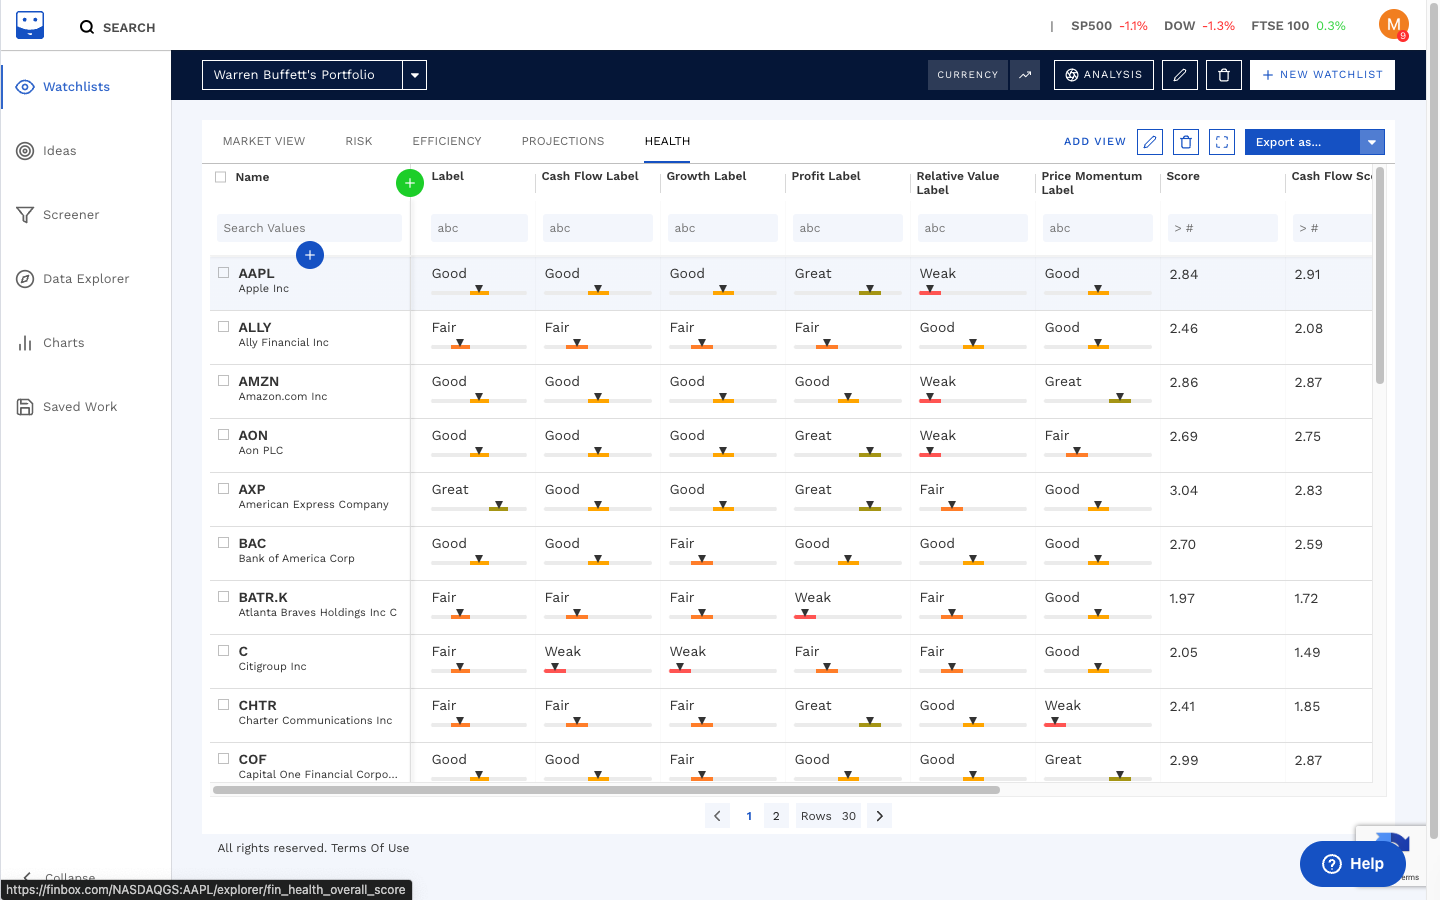 SEARCH
| SP500 -1.1% DOW -1.3% FTSE 100 0.3%
M
9
Watchlists
Ideas
Screener
Data Explorer
Charts
Saved Work
Collapse
Warren Buffett's Portfolio
CURRENCY
ANALYSIS
NEW WATCHLIST
MARKET VIEW RISK EFFICIENCY PROJECTIONS HEALTH
ADD VIEW
Export as...
Name Label Cash Flow Label Growth Label Profit Label Relative Value Label Price Momentum Label Score Cash Flow Sc
Search Values abc abc abc abc abc abc > # > #
AAPL Good Good Good Great Weak Good 2.84 2.91
Apple Inc
ALLY Fair Fair Fair Fair Good Good 2.46 2.08
Ally Financial Inc
AMZN Good Good Good Good Weak Great 2.86 2.87
Amazon.com Inc
AON Good Good Good Great Weak Fair 2.69 2.75
Aon PLC
AXP Great Good Good Great Fair Good 3.04 2.83
American Express Company
BAC Good Good Fair Good Good Good 2.70 2.59
Bank of America Corp
BATR.K Fair Fair Fair Weak Fair Good 1.97 1.72
Atlanta Braves Holdings Inc C
C Fair Weak Weak Fair Fair Good 2.05 1.49
Citigroup Inc
CHTR Fair Fair Fair Great Good Weak 2.41 1.85
Charter Communications Inc
COF Good Good Fair Good Good Great 2.99 2.87
Capital One Financial Corpo...
1 2 Rows 30
All rights reserved. Terms Of Use
Help
https://finbox.com/NASDAQGS:AAPL/explorer/fin_health_overall_score